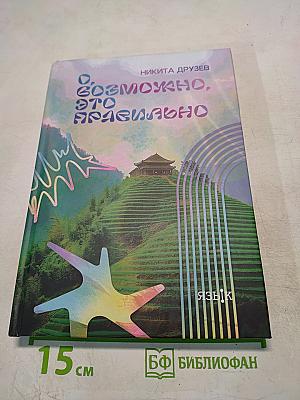 НИКИТА ДРУЗЕВ
О,
ВОЗМОЖНО,
ЭТО
ПРАВИЛЬНО
ЯЗЫК
15 см
БФ БИБЛИОФАН